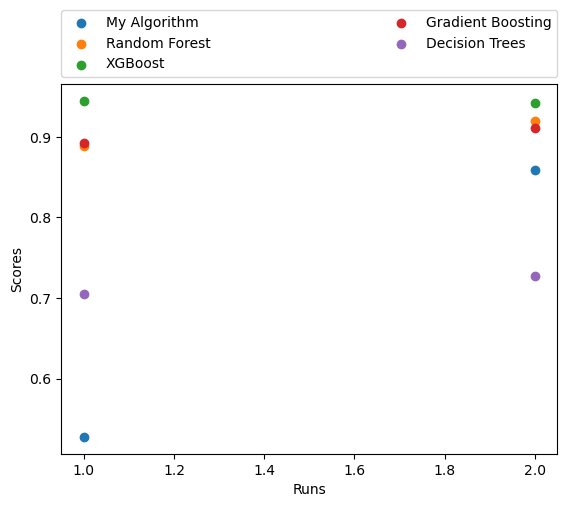 My Algorithm
Random Forest
XGBoost
Gradient Boosting
Decision Trees
0.9
0.8
0.7
0.6
Scores
1.0 1.2 1.4 1.6 1.8 2.0
Runs